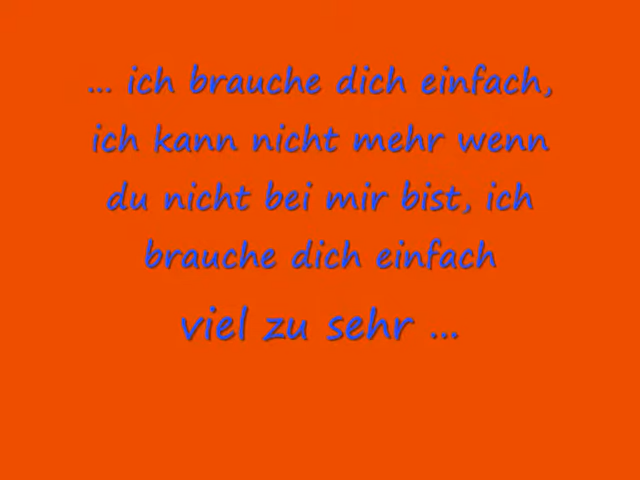 ... ich brauche dich einfach,
ich kann nicht mehr wenn
du nicht bei mir bist, ich
brauche dich einfach
viel zu sehr ...